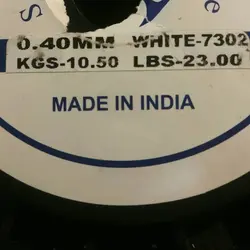 0.40MM WHITE-7302
KGS-10.50 LBS-23.00
MADE IN INDIA